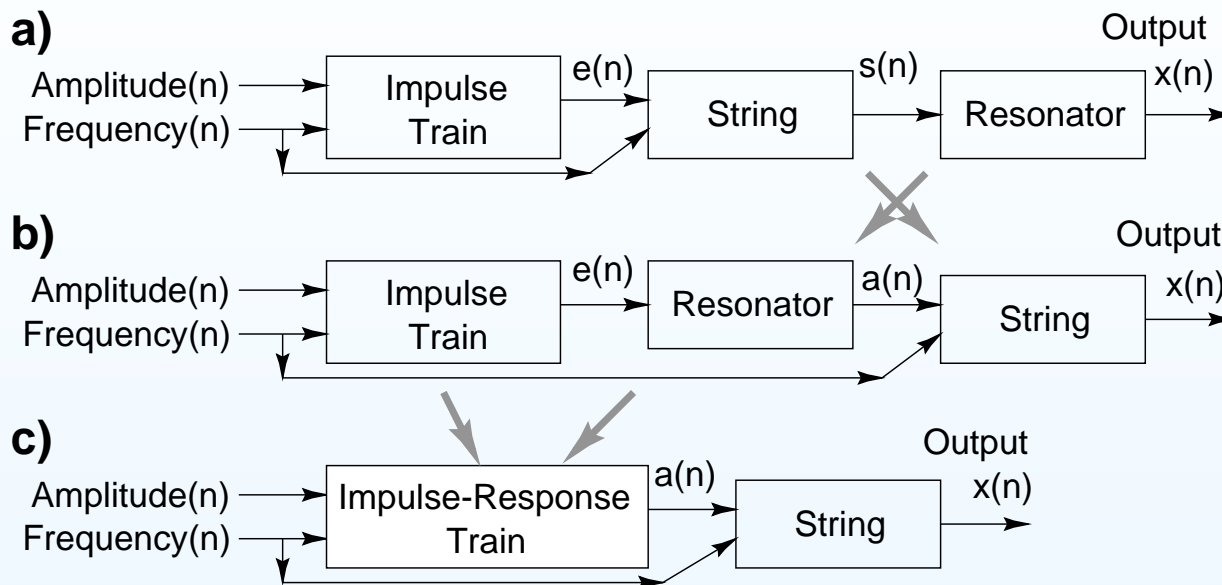 a)
Amplitude(n)
Frequency(n)
Impulse
Train
e(n)
String
s(n)
Resonator
Output
x(n)
b)
Amplitude(n)
Frequency(n)
Impulse
Train
e(n)
Resonator
a(n)
String
Output
x(n)
c)
Amplitude(n)
Frequency(n)
Impulse-Response
Train
a(n)
String
Output
x(n)